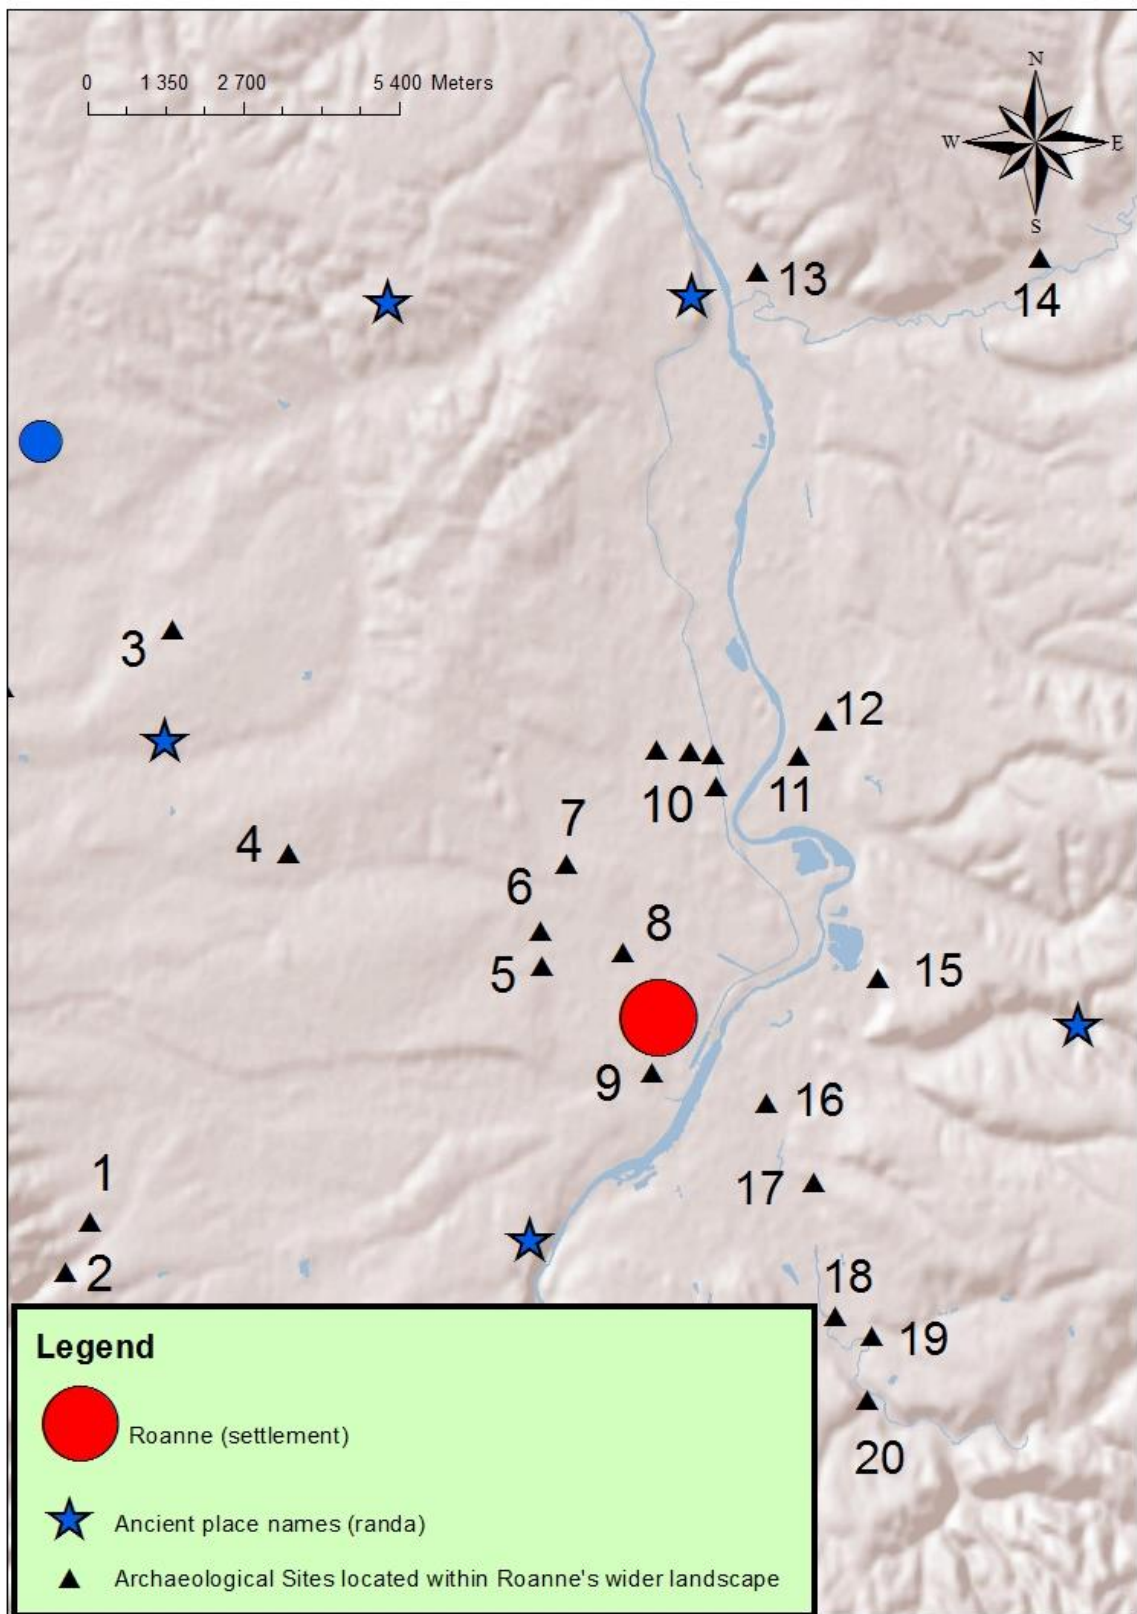 N
0 1 350 2 700 5 400 Meters
W E
S
13
14
3
12
10 11
7
4
6
8
5
15
9
16
1
17
2
18
19
20
Legend
Roanne (settlement)
Ancient place names (randa)
Archaeological Sites located within Roanne's wider landscape